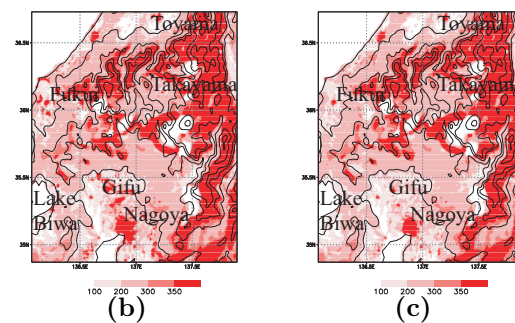 Toyama
36.5N
Takayama
Fukui
36N
35.5N
Lake
Biwa
Gifu
Nagoya
35N
136.5E 137E 137.5E
100 200 300 350
(b)
Toyama
36.5N
Takayama
Fukui
36N
35.5N
Lake
Biwa
Gifu
Nagoya
35N
136.5E 137E 137.5E
100 200 300 350
(c)